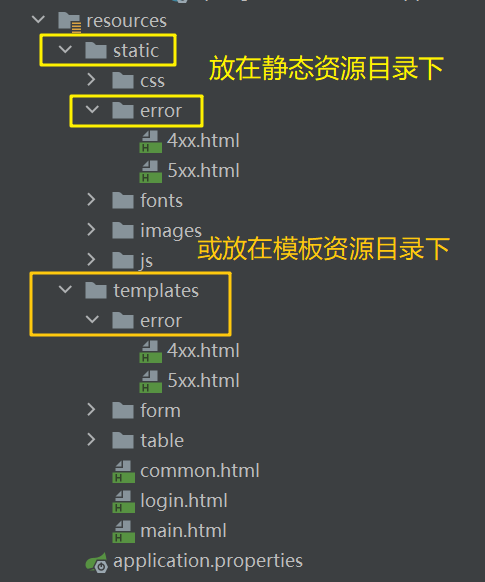 resources
static
放在静态资源目录下
css
error
4xx.html
5xx.html
fonts
images
或放在模板资源目录下
js
templates
error
4xx.html
5xx.html
form
table
common.html
login.html
main.html
application.properties